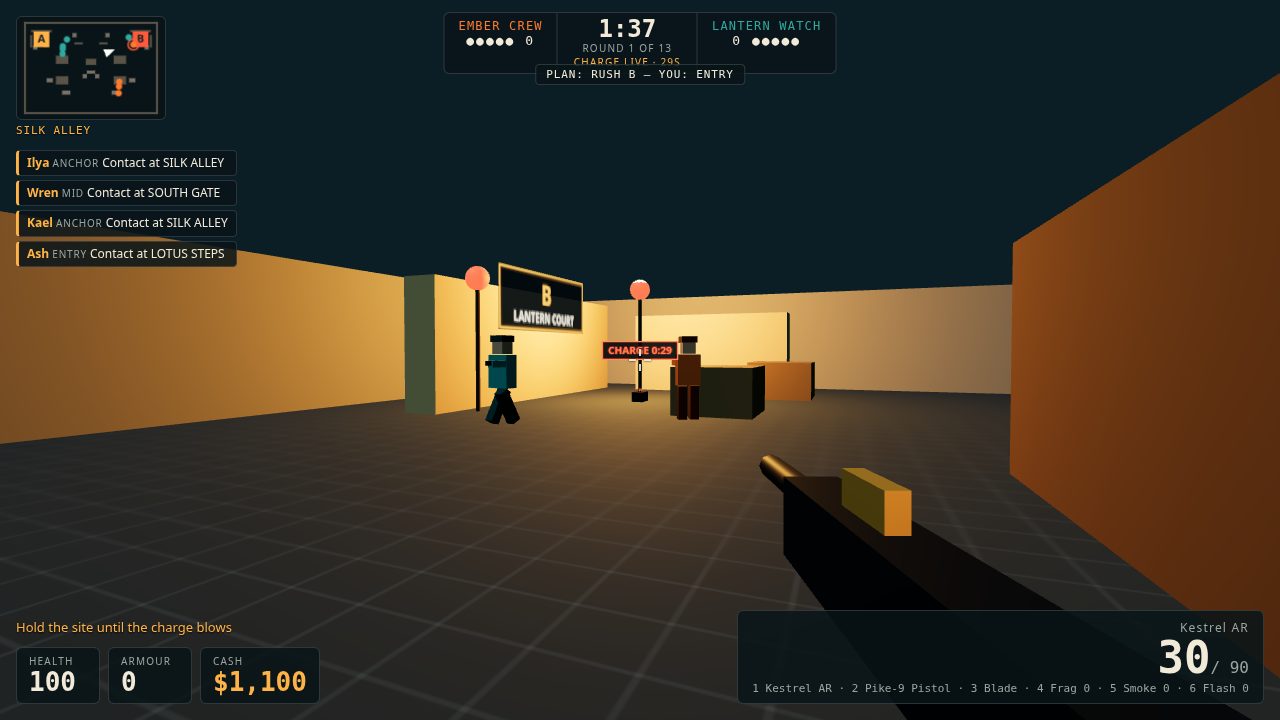 A B
SILK ALLEY
Ilya ANCHOR Contact at SILK ALLEY
Wren MID Contact at SOUTH GATE
Kael ANCHOR Contact at SILK ALLEY
Ash ENTRY Contact at LOTUS STEPS
EMBER CREW
●●●●● 0
1:37
ROUND 1 OF 13
CHARGE LIVE · 29S
LANTERN WATCH
0 ●●●●●
PLAN: RUSH B — YOU: ENTRY
B
LANTERN COURT
CHARGE 0:29
Hold the site until the charge blows
HEALTH
100
ARMOUR
0
CASH
$1,100
Kestrel AR
30 / 90
1 Kestrel AR · 2 Pike-9 Pistol · 3 Blade · 4 Frag 0 · 5 Smoke 0 · 6 Flash 0